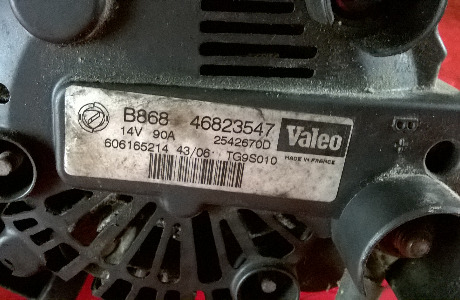 B868 46823547
14V 90A 2542670D
606165214 43/06 TG9S010
Valeo
MADE IN FRANCE
+